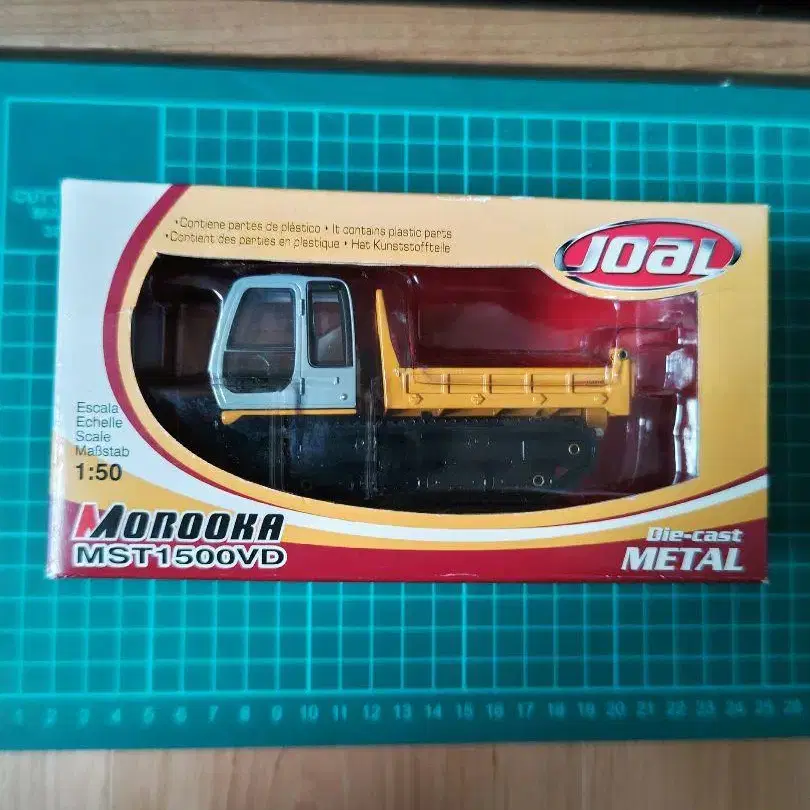 •Contiene partes de plástico • It contains plastic parts
•Contient des parties en plastique • Hat Kunststoffteile
JOAL
Escala
Echelle
Scale
Maßstab
1:50
MOROOKA
MST1500VD
Die-cast
METAL
1 2 3 4 5 6 7 8 9 10 11 12 13 14 15 16 17 18 19 20 21 22 23 24 25 26